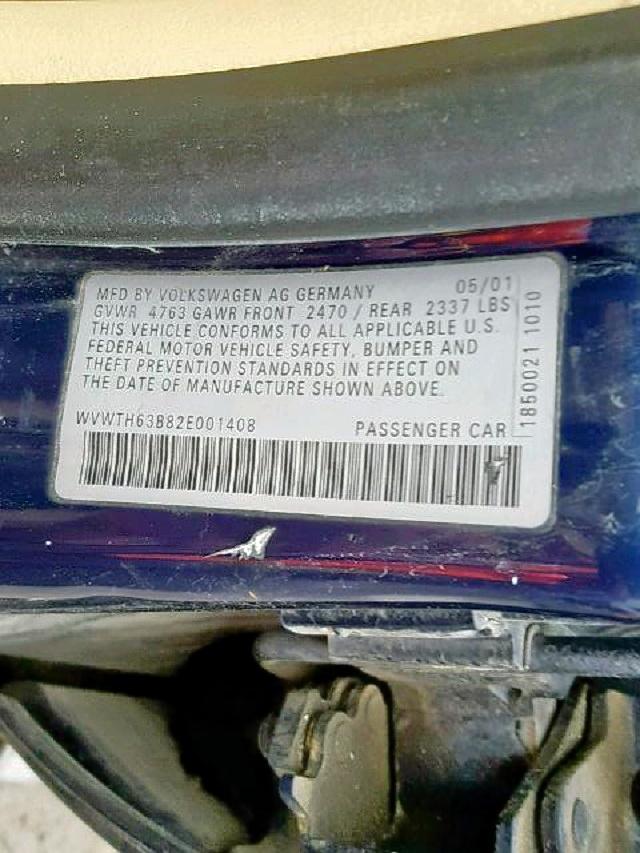 MFD BY VOLKSWAGEN AG GERMANY 05/01
GVWR 4763 GAWR FRONT 2470 / REAR 2337 LBS
THIS VEHICLE CONFORMS TO ALL APPLICABLE U.S.
FEDERAL MOTOR VEHICLE SAFETY, BUMPER AND
THEFT PREVENTION STANDARDS IN EFFECT ON
THE DATE OF MANUFACTURE SHOWN ABOVE.
WVWTH63B82E001408 PASSENGER CAR
1850021 1010